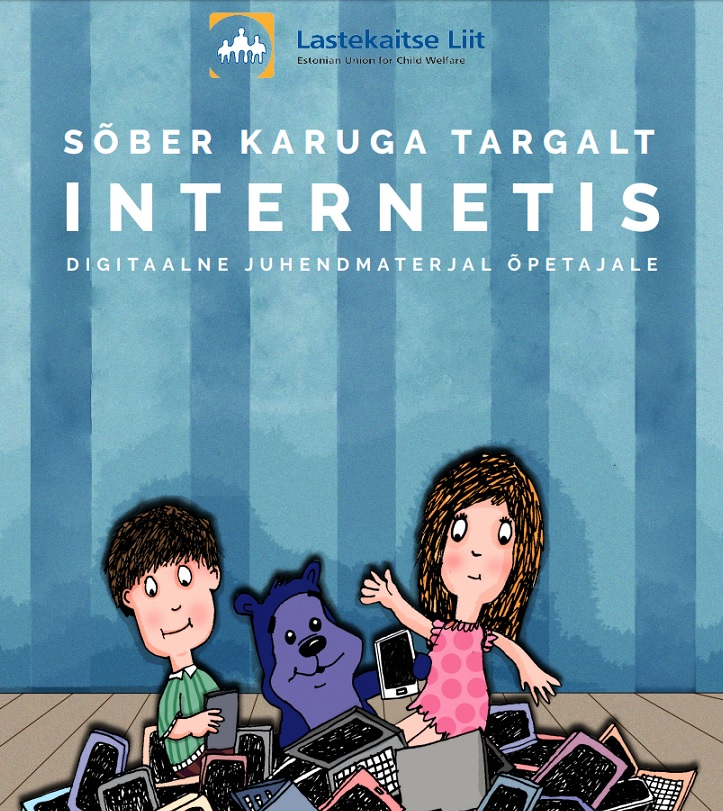 Lastekaitse Liit
Estonian Union for Child Welfare
SÕBER KARUGA TARGALT
INTERNETIS
DIGITAALNE JUHENDMATERJAL ÕPETAJALE